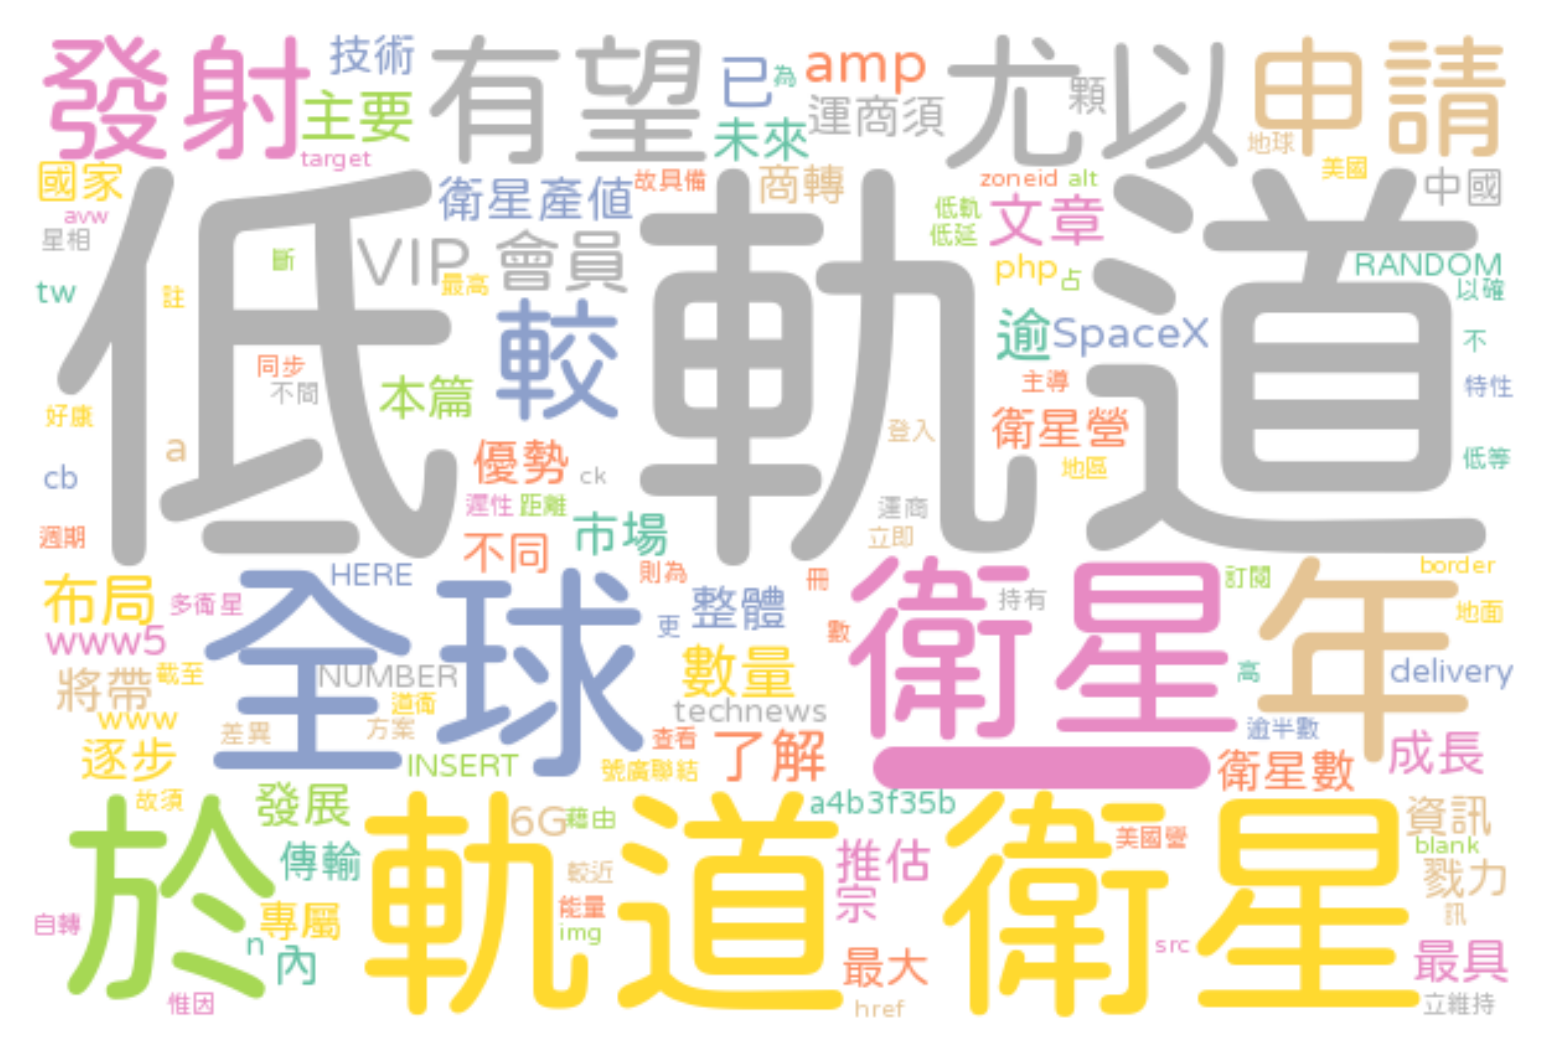 發射
技術
有望
已
為
amp
尤以
顆
申請
主要
未來
運商須
target
地球
國家
衛星產值
故具備
商轉
zoneid
alt
美國
中國
avw
星相
低軌道
低軌
低延
文章
斷
VIP
會員
最高
php
占
RANDOM
以確
tw
註
較
逾
SpaceX
不
同步
不間
本篇
主導
特性
好康
a
優勢
登入
衛星營
低等
cb
ck
地區
遲性
距離
運商
週期
不同
市場
立即
布局
多衛星
HERE
則為
冊
衛星
持有
訂閱
border
年
地面
全球
更
整體
數
www5
將帶
截至
NUMBER
數量
高
delivery
www
道衛
technews
差異
方案
逾半數
逐步
查看
了解
成長
INSERT
號廣聯結
衛星數
故須
發展
6G
藉由
a4b3f35b
資訊
美國營
blank
於
傳輸
軌道衛星
較近
推估
戮力
自轉
專屬
能量
宗
訊
n
內
img
src
最大
最具
惟因
href
立維持